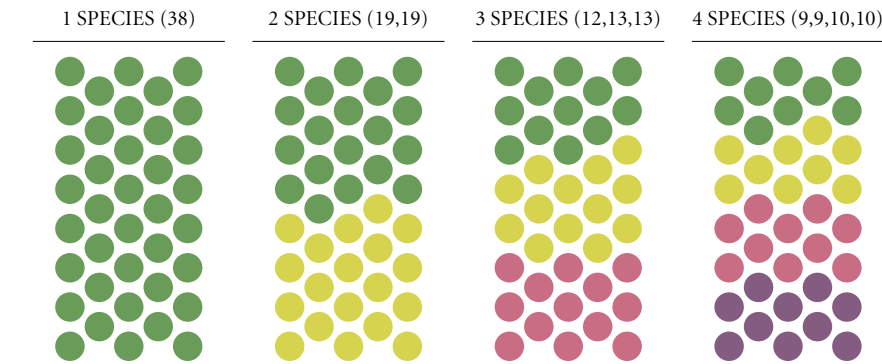 1 SPECIES (38)
2 SPECIES (19,19)
3 SPECIES (12,13,13)
4 SPECIES (9,9,10,10)